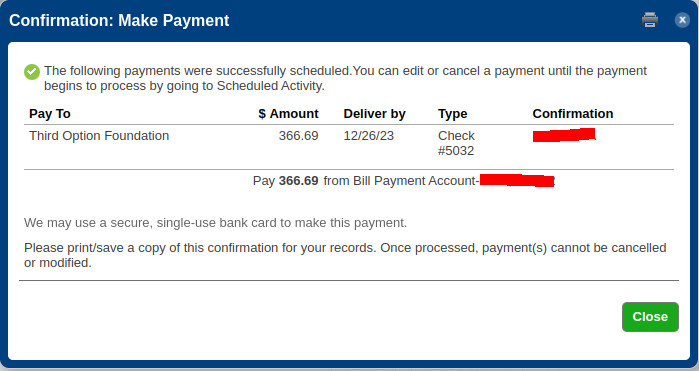 Confirmation: Make Payment
The following payments were successfully scheduled.You can edit or cancel a payment until the payment
begins to process by going to Scheduled Activity.
Pay To $ Amount Deliver by Type Confirmation
Third Option Foundation 366.69 12/26/23 Check
#5032
Pay 366.69 from Bill Payment Account-
We may use a secure, single-use bank card to make this payment.
Please print/save a copy of this confirmation for your records. Once processed, payment(s) cannot be cancelled
or modified.
Close